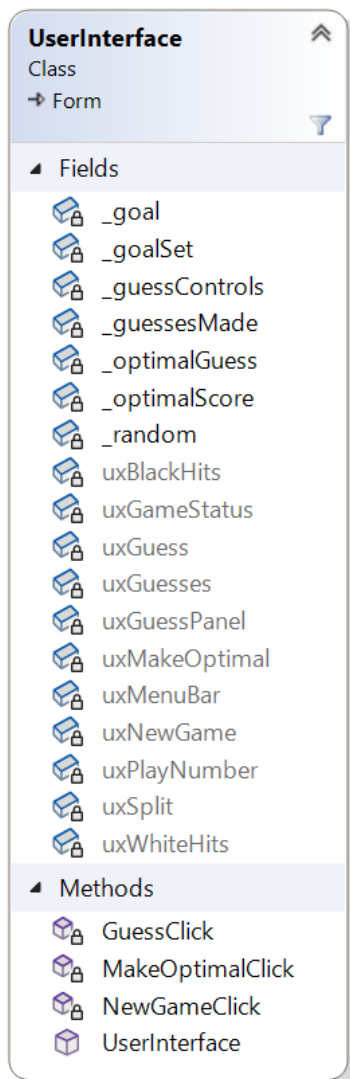 UserInterface
Class
Form
Fields
_goal
_goalSet
_guessControls
_guessesMade
_optimalGuess
_optimalScore
_random
uxBlackHits
uxGameStatus
uxGuess
uxGuesses
uxGuessPanel
uxMakeOptimal
uxMenuBar
uxNewGame
uxPlayNumber
uxSplit
uxWhiteHits
Methods
GuessClick
MakeOptimalClick
NewGameClick
UserInterface